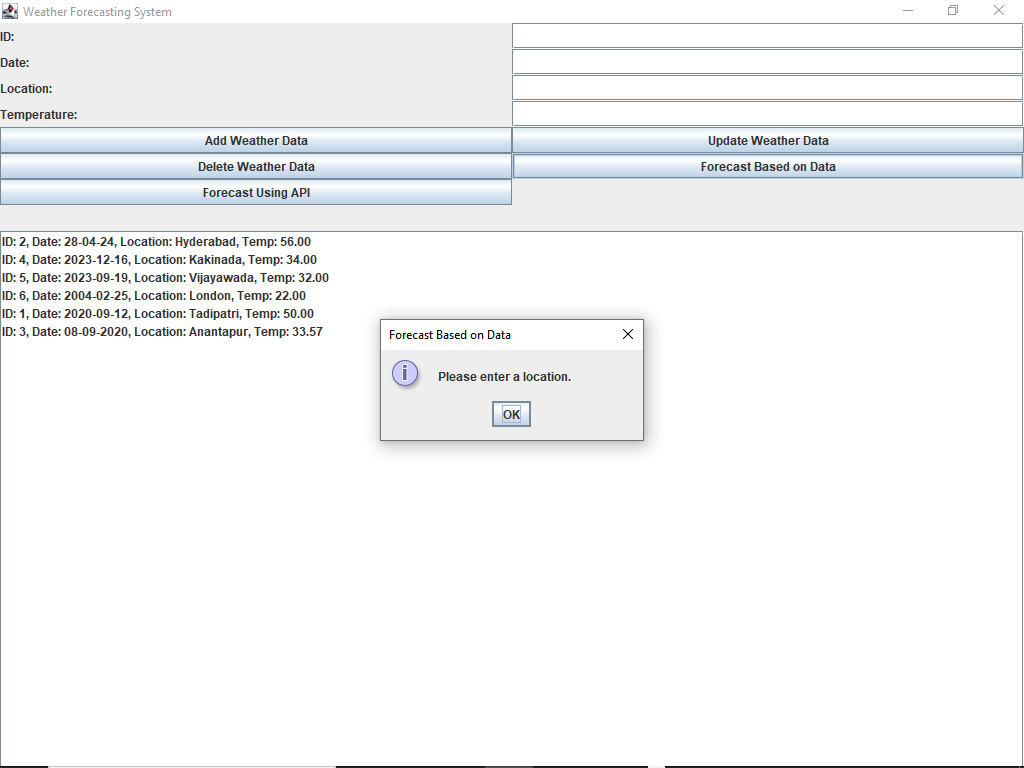 Weather Forecasting System
ID:
Date:
Location:
Temperature:
Add Weather Data
Update Weather Data
Delete Weather Data
Forecast Based on Data
Forecast Using API
ID: 2, Date: 28-04-24, Location: Hyderabad, Temp: 56.00
ID: 4, Date: 2023-12-16, Location: Kakinada, Temp: 34.00
ID: 5, Date: 2023-09-19, Location: Vijayawada, Temp: 32.00
ID: 6, Date: 2004-02-25, Location: London, Temp: 22.00
ID: 1, Date: 2020-09-12, Location: Tadipatri, Temp: 50.00
ID: 3, Date: 08-09-2020, Location: Anantapur, Temp: 33.57
Forecast Based on Data
Please enter a location.
OK